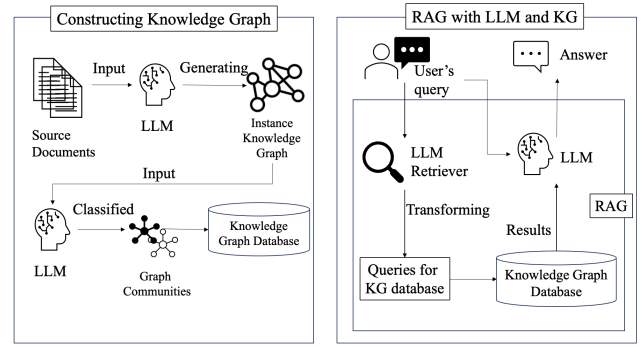 Constructing Knowledge Graph
Input
Generating
Source
Documents
LLM
Instance
Knowledge
Graph
Input
LLM
Classified
Graph
Communities
Knowledge
Graph Database
RAG with LLM and KG
User's
query
Answer
LLM
Retriever
LLM
Transforming
RAG
Results
Queries for
KG database
Knowledge Graph
Database